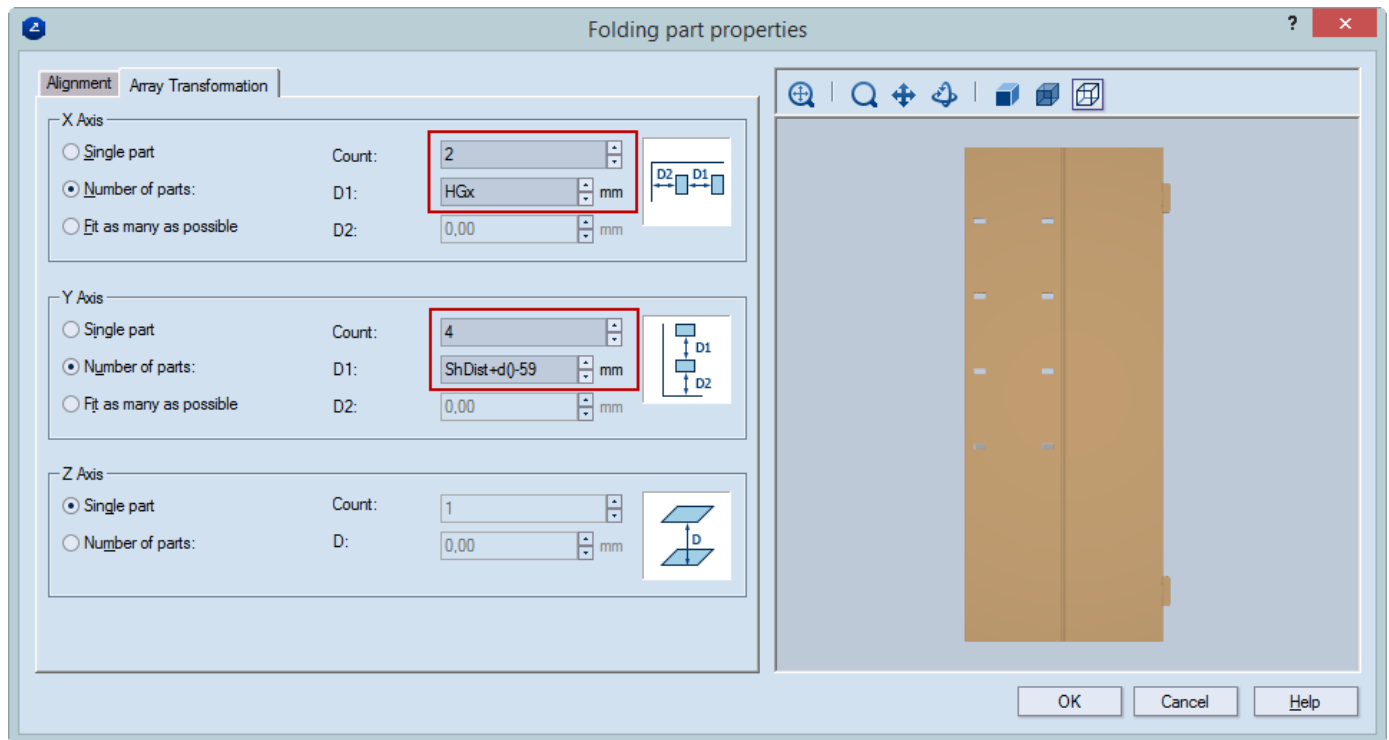 Folding part properties
?
Alignment
Array Transformation
X Axis
Single part
Count:
2
Number of parts:
D1:
HGx
mm
D2
D1
Fit as many as possible
D2:
0,00
mm
Y Axis
Single part
Count:
4
Number of parts:
D1:
ShDist+d()-59
mm
D1
D2
Fit as many as possible
D2:
0,00
mm
Z Axis
Single part
Count:
1
Number of parts:
D:
0,00
mm
D
OK
Cancel
Help